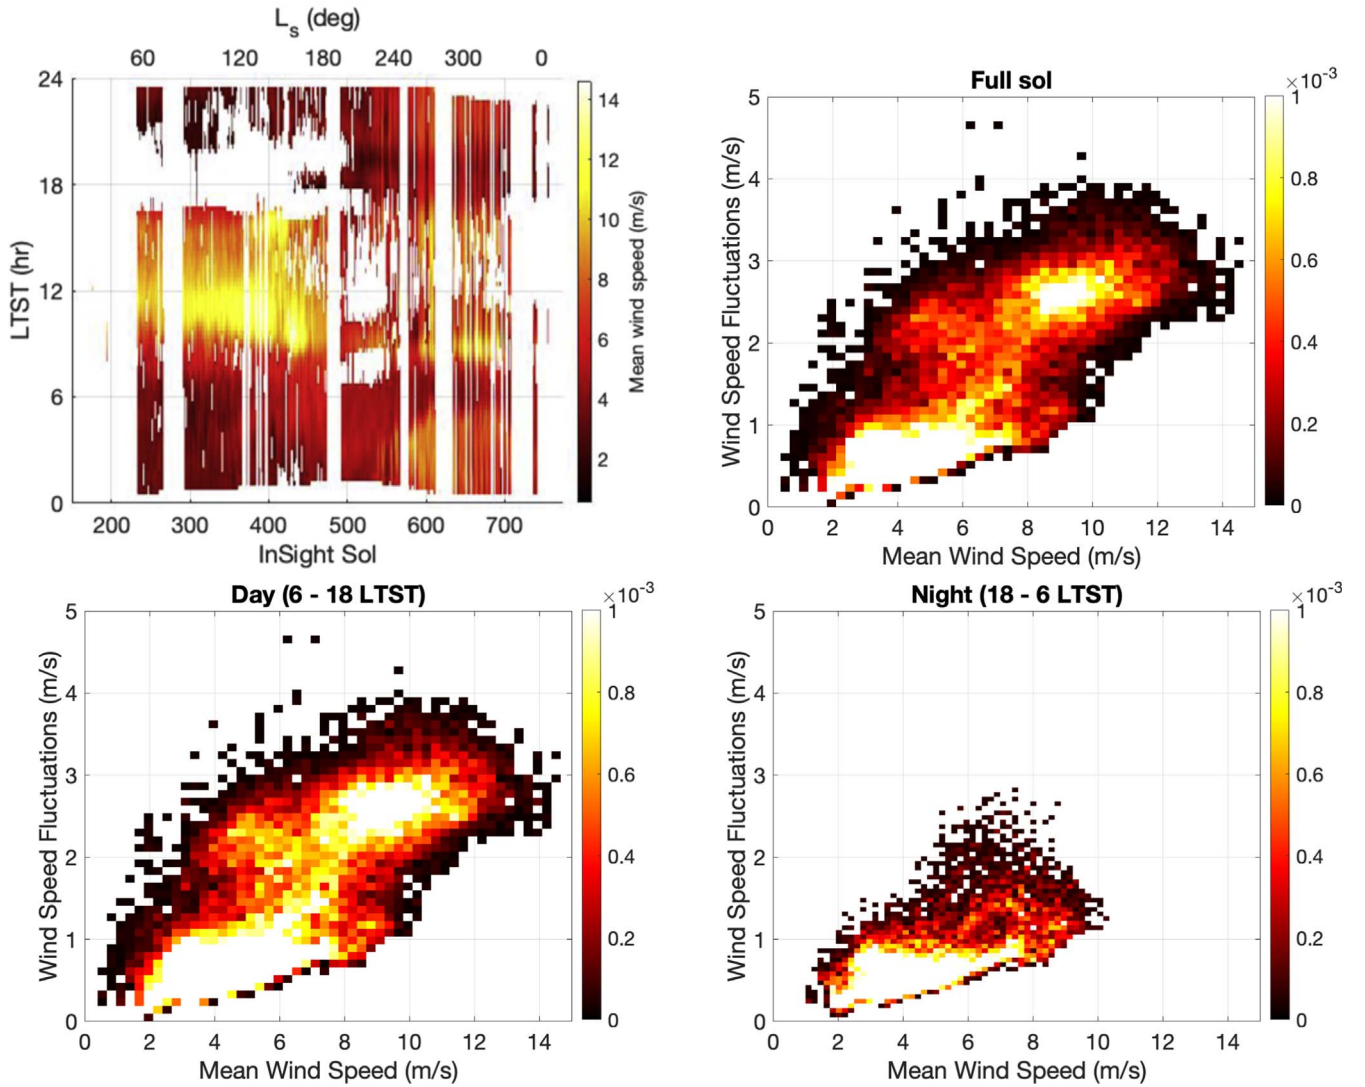 L_s (deg)
60 120 180 240 300 0
24
18
12
6
0
LTST (hr)
200 300 400 500 600 700
InSight Sol
14
12
10
8
6
4
2
Mean wind speed (m/s)
Full sol
×10^-3
5
4
3
2
1
0
Wind Speed Fluctuations (m/s)
0 2 4 6 8 10 12 14
Mean Wind Speed (m/s)
1
0.8
0.6
0.4
0.2
0
Day (6 - 18 LTST)
×10^-3
5
4
3
2
1
0
Wind Speed Fluctuations (m/s)
0 2 4 6 8 10 12 14
Mean Wind Speed (m/s)
1
0.8
0.6
0.4
0.2
0
Night (18 - 6 LTST)
×10^-3
5
4
3
2
1
0
Wind Speed Fluctuations (m/s)
0 2 4 6 8 10 12 14
Mean Wind Speed (m/s)
1
0.8
0.6
0.4
0.2
0